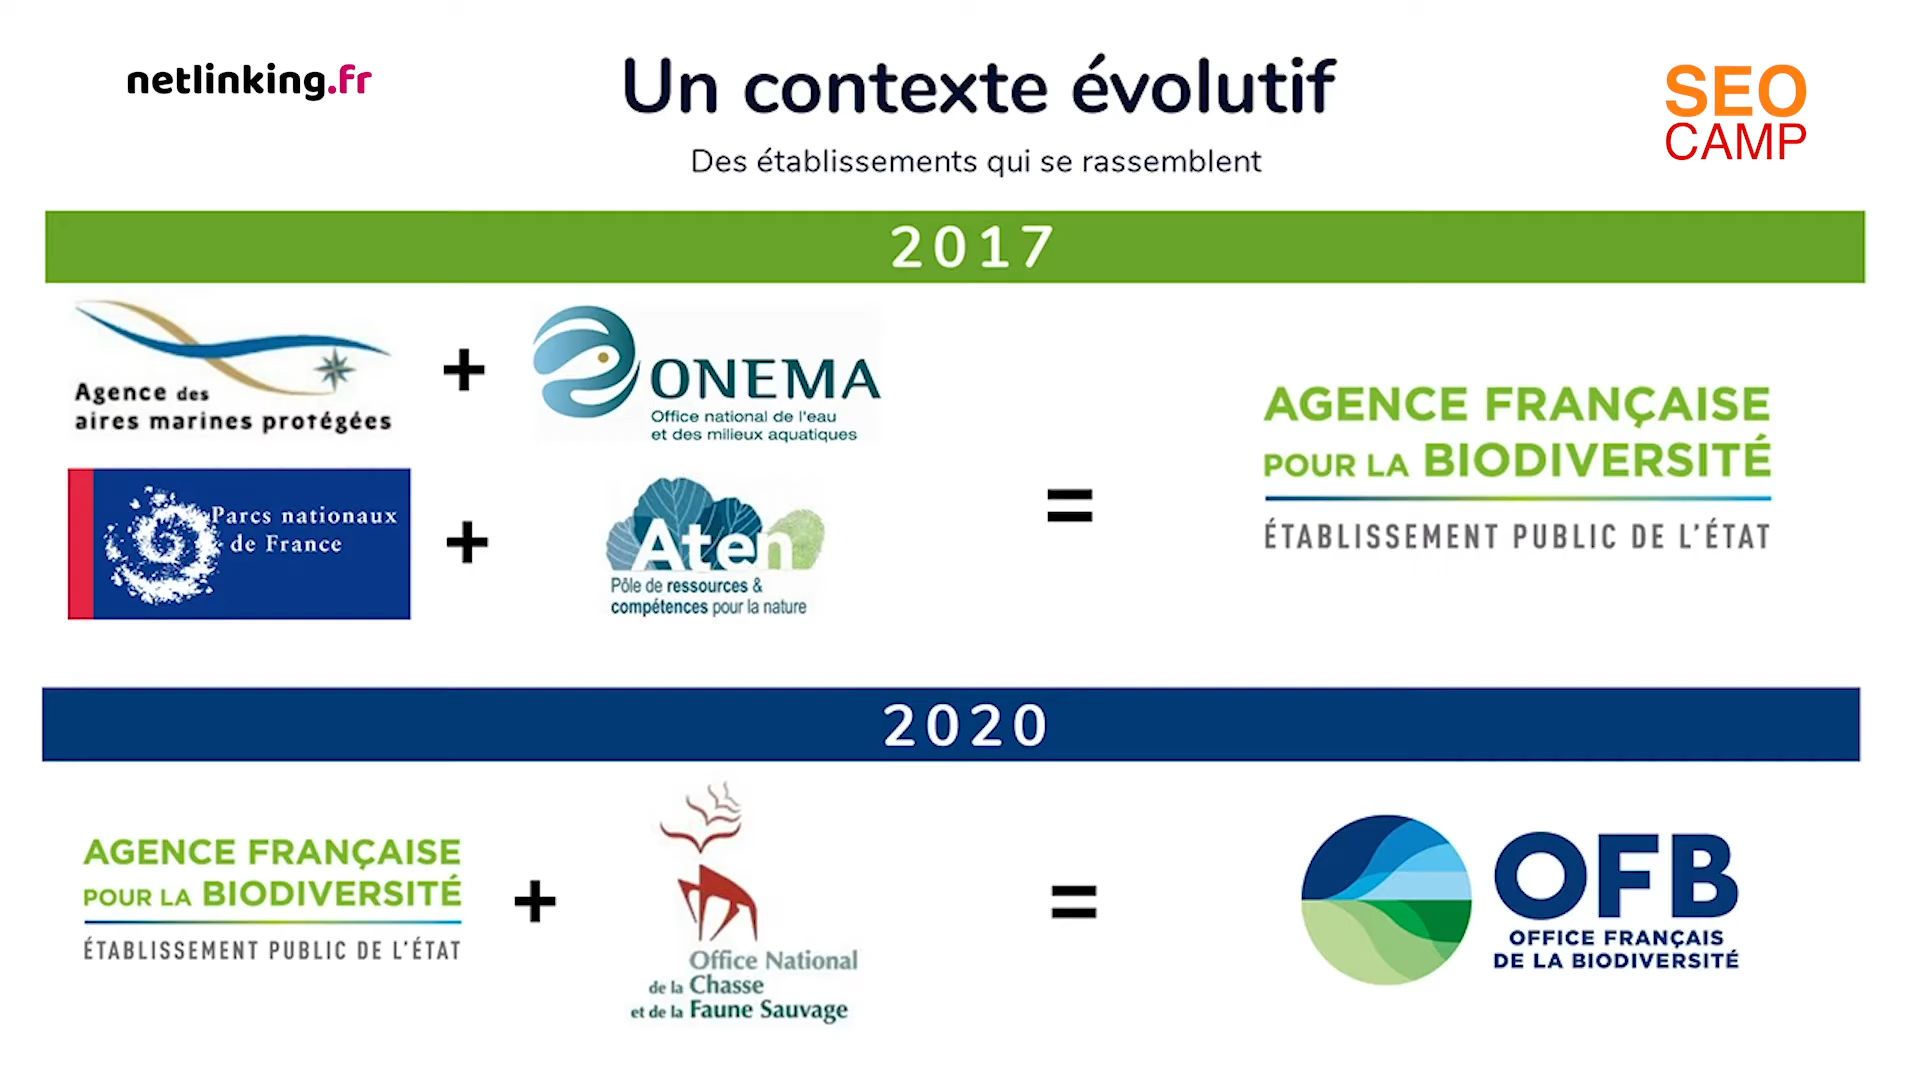 netlinking.fr
Un contexte évolutif
SEO
CAMP
Des établissements qui se rassemblent
2017
Agence des
aires marines protégées
+
ONEMA
Office national de l'eau
et des milieux aquatiques
Parcs nationaux
de France
+
Aten
Pôle de ressources &
compétences pour la nature
=
AGENCE FRANÇAISE
POUR LA BIODIVERSITÉ
ÉTABLISSEMENT PUBLIC DE L'ÉTAT
2020
AGENCE FRANÇAISE
POUR LA BIODIVERSITÉ
ÉTABLISSEMENT PUBLIC DE L'ÉTAT
+
Office National
de la Chasse
et de la Faune Sauvage
=
OFB
OFFICE FRANÇAIS
DE LA BIODIVERSITÉ